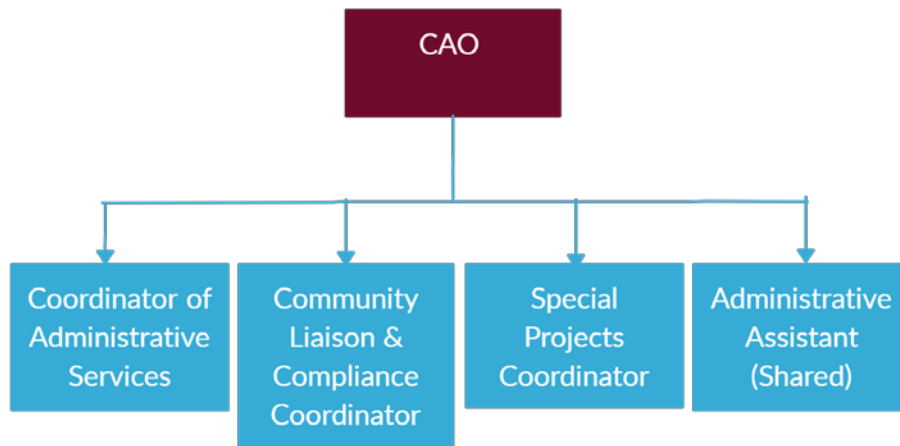 CAO
Coordinator of
Administrative
Services
Community
Liaison &
Compliance
Coordinator
Special
Projects
Coordinator
Administrative
Assistant
(Shared)